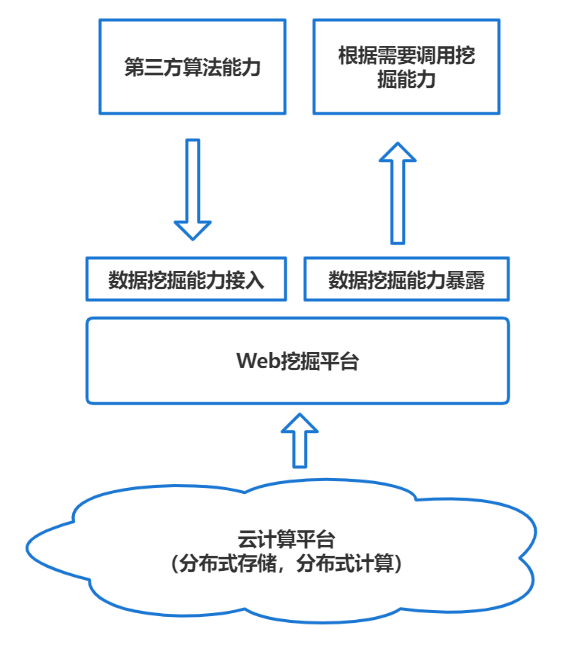 第三方算法能力
根据需要调用挖
掘能力
数据挖掘能力接入
数据挖掘能力暴露
Web挖掘平台
云计算平台
（分布式存储，分布式计算）